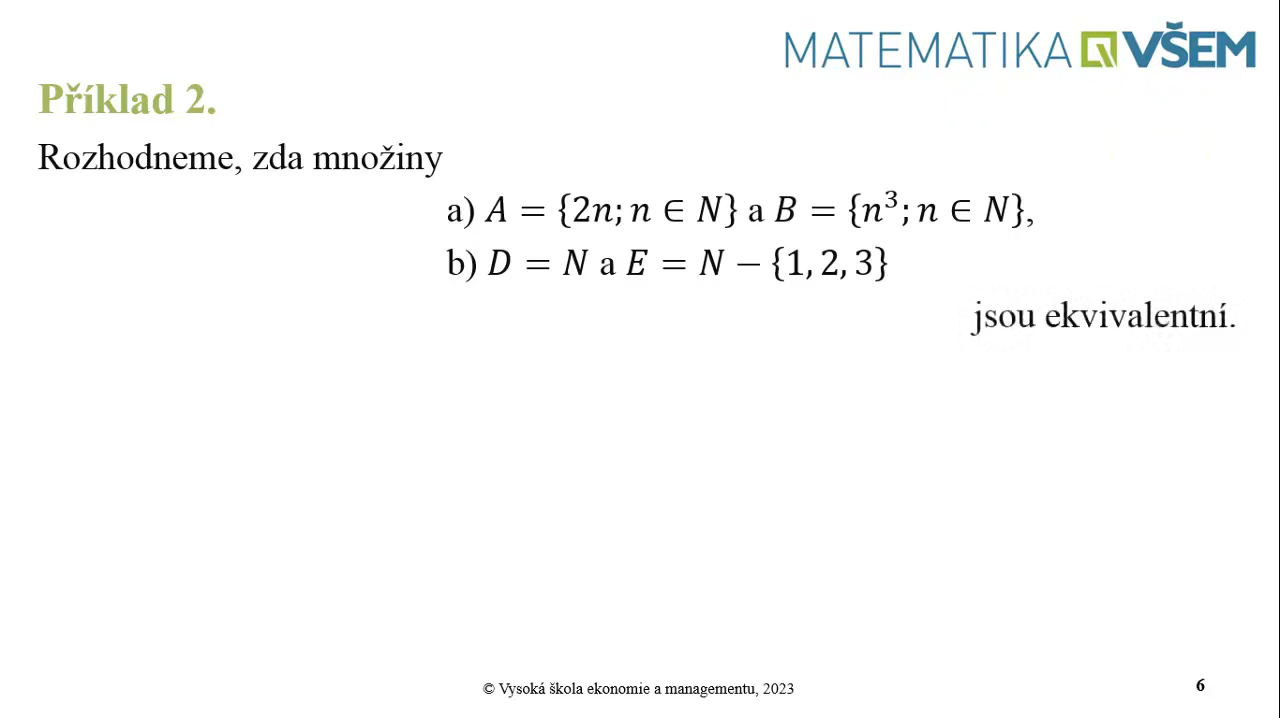 MATEMATIKA VŠEM
Příklad 2.
Rozhodneme, zda množiny
a) A = {2n; n ∈ N} a B = {n³; n ∈ N},
b) D = N a E = N − {1, 2, 3}
jsou ekvivalentní.
© Vysoká škola ekonomie a managementu, 2023
6